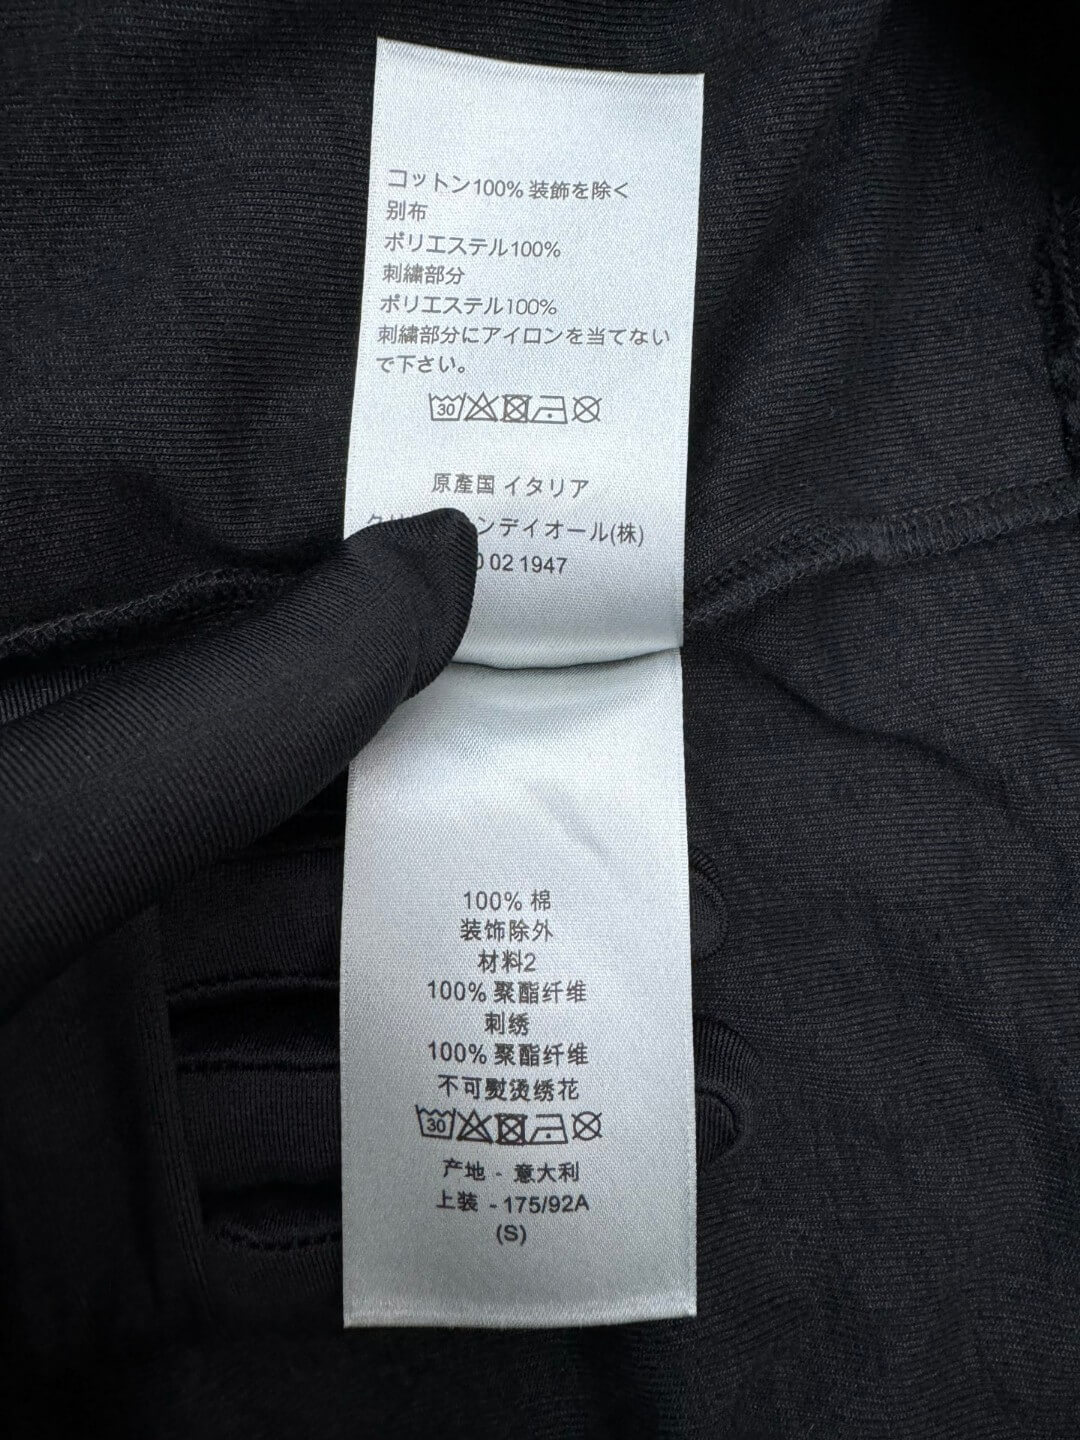 コットン100% 装飾を除く
別布
ポリエステル100%
刺繍部分
ポリエステル100%
刺繍部分にアイロンを当てない
で下さい。
30
原產国 イタリア
ンデイオール(株)
02 1947
100% 棉
装饰除外
材料2
100% 聚酯纤维
刺绣
100% 聚酯纤维
不可熨烫绣花
30
产地 - 意大利
上装 - 175/92A
(S)